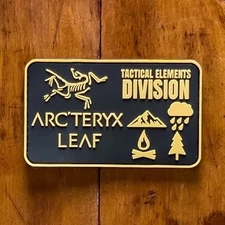 TACTICAL ELEMENTS
DIVISION
ARC'TERYX
LEAF